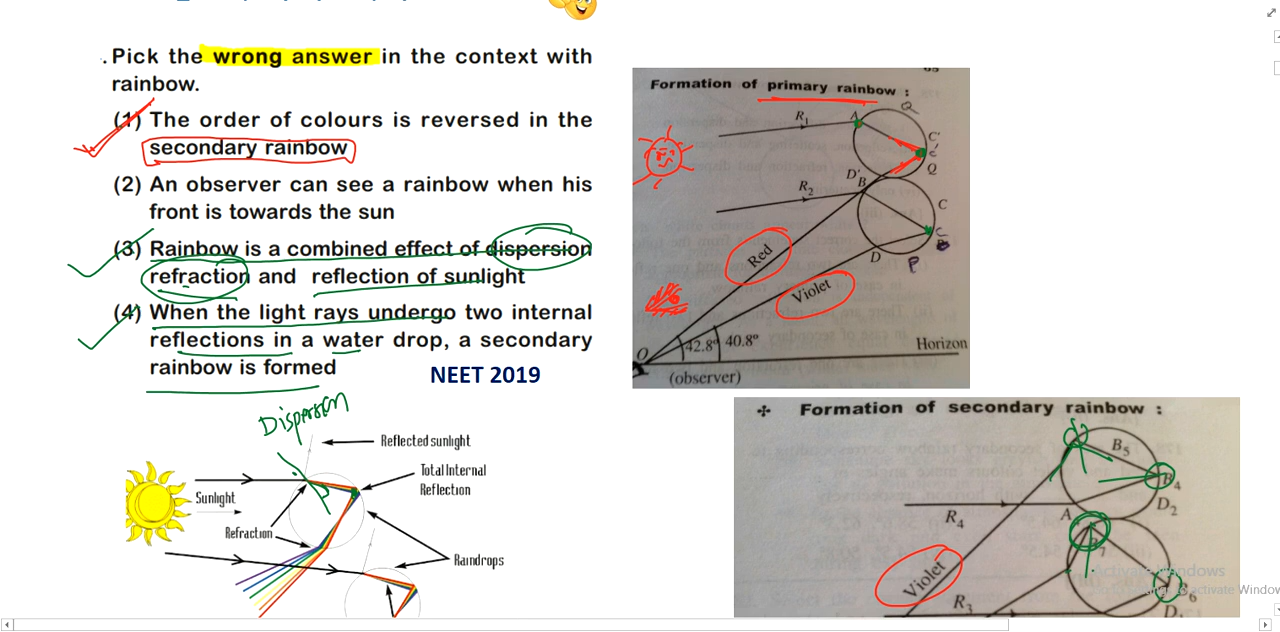 . Pick the wrong answer in the context with
rainbow.
(1) The order of colours is reversed in the
secondary rainbow
(2) An observer can see a rainbow when his
front is towards the sun
(3) Rainbow is a combined effect of dispersion
refraction and reflection of sunlight
(4) When the light rays undergo two internal
reflections in a water drop, a secondary
rainbow is formed
NEET 2019
Dispersion
Reflected sunlight
Total Internal
Reflection
Sunlight
Refraction
Raindrops
Formation of primary rainbow :
Q
R1
A
C'
C'
Q
D'
B
R2
C
D
P
Red
Violet
42.8° 40.8°
Horizon
O
(observer)
✢ Formation of secondary rainbow :
B5
B4
D2
A
R4
Violet
R3
B6
Activate Windows